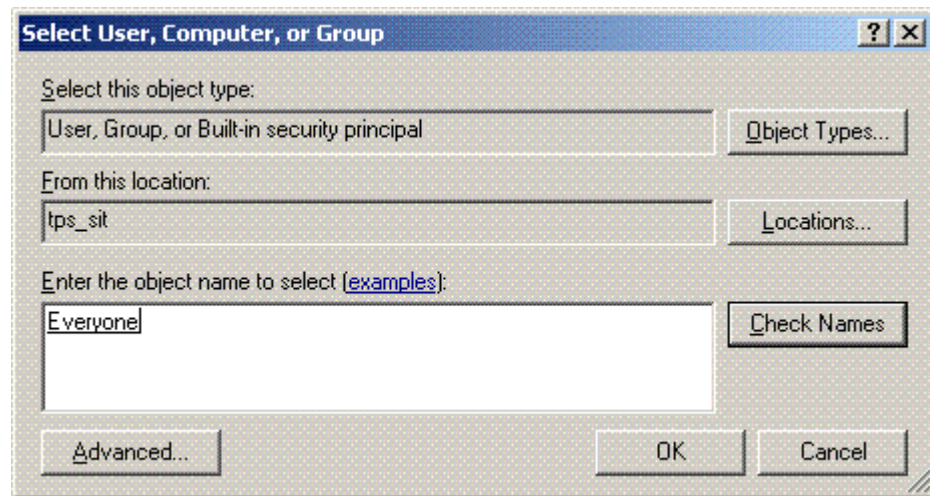 Select User, Computer, or Group
Select this object type:
User, Group, or Built-in security principal
Object Types...
From this location:
tps_sit
Locations...
Enter the object name to select (examples):
Everyone
Check Names
Advanced...
OK
Cancel